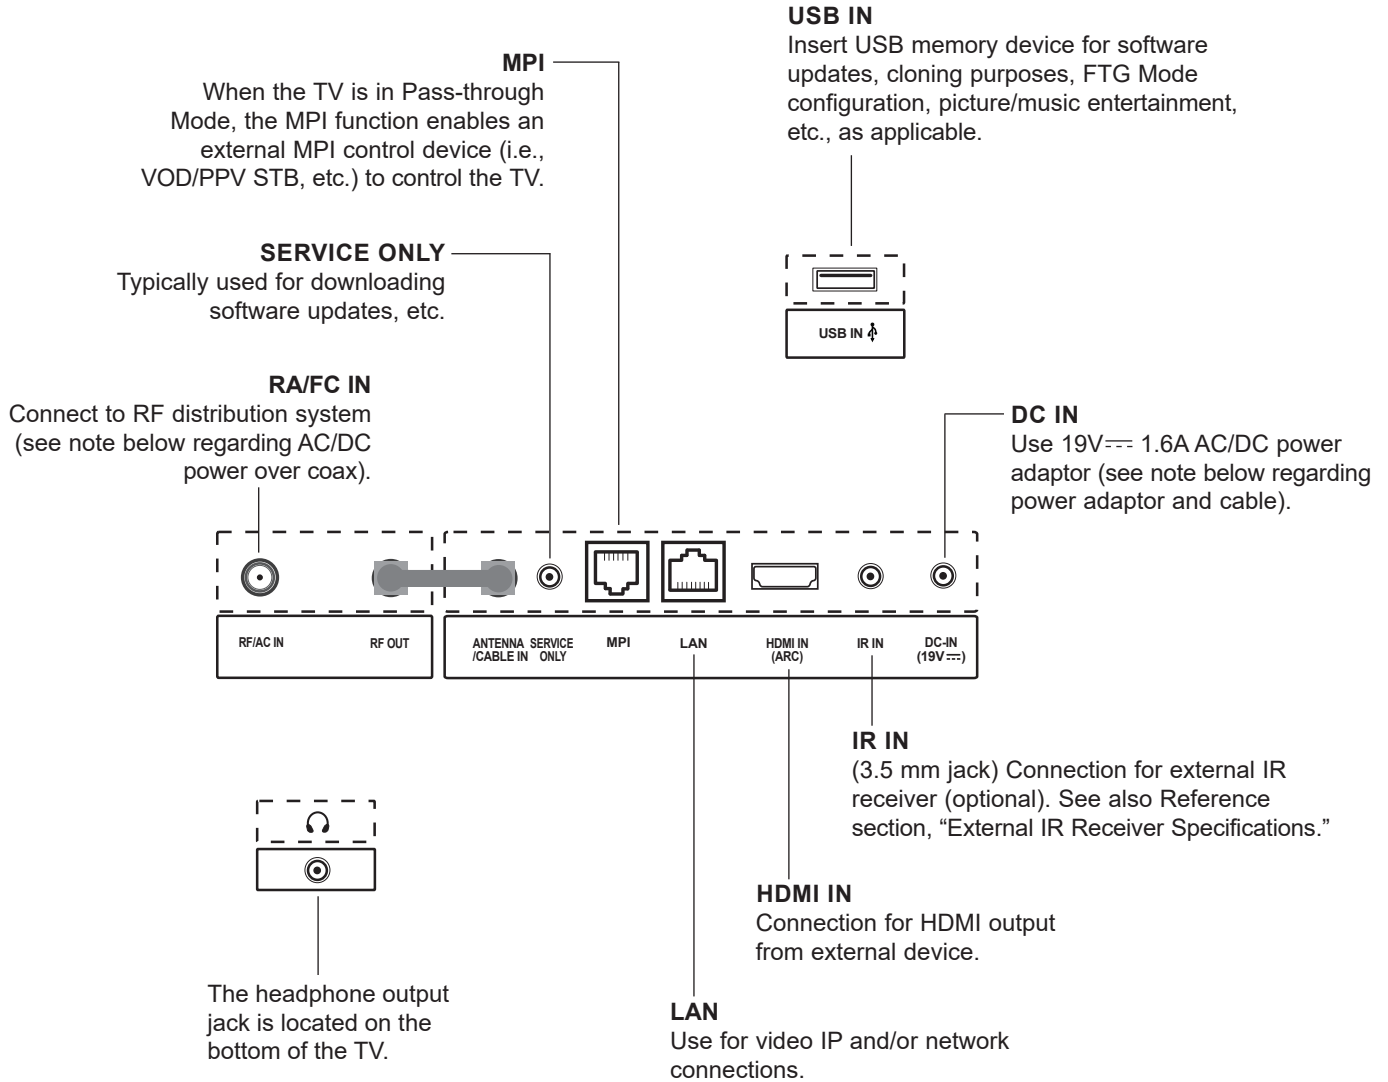 USB IN
Insert USB memory device for software
updates, cloning purposes, FTG Mode
configuration, picture/music entertainment,
etc., as applicable.
MPI
When the TV is in Pass-through
Mode, the MPI function enables an
external MPI control device (i.e.,
VOD/PPV STB, etc.) to control the TV.
SERVICE ONLY
Typically used for downloading
software updates, etc.
USB IN
RA/FC IN
Connect to RF distribution system
(see note below regarding AC/DC
power over coax).
DC IN
Use 19V⎓ 1.6A AC/DC power
adaptor (see note below regarding
power adaptor and cable).
RF/AC IN
RF OUT
ANTENNA
/CABLE IN
SERVICE
ONLY
MPI
LAN
HDMI IN
(ARC)
IR IN
DC-IN
(19V⎓)
IR IN
(3.5 mm jack) Connection for external IR
receiver (optional). See also Reference
section, “External IR Receiver Specifications.”
HDMI IN
Connection for HDMI output
from external device.
The headphone output
jack is located on the
bottom of the TV.
LAN
Use for video IP and/or network
connections.